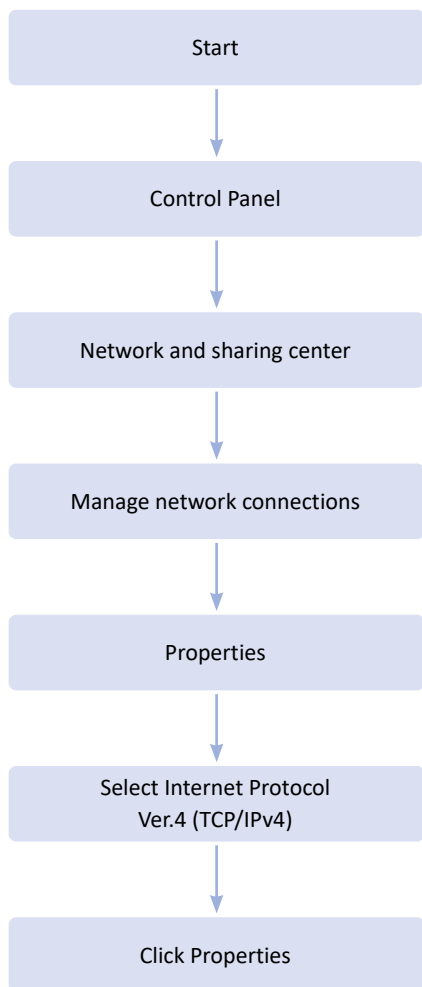 Start
Control Panel
Network and sharing center
Manage network connections
Properties
Select Internet Protocol
Ver.4 (TCP/IPv4)
Click Properties